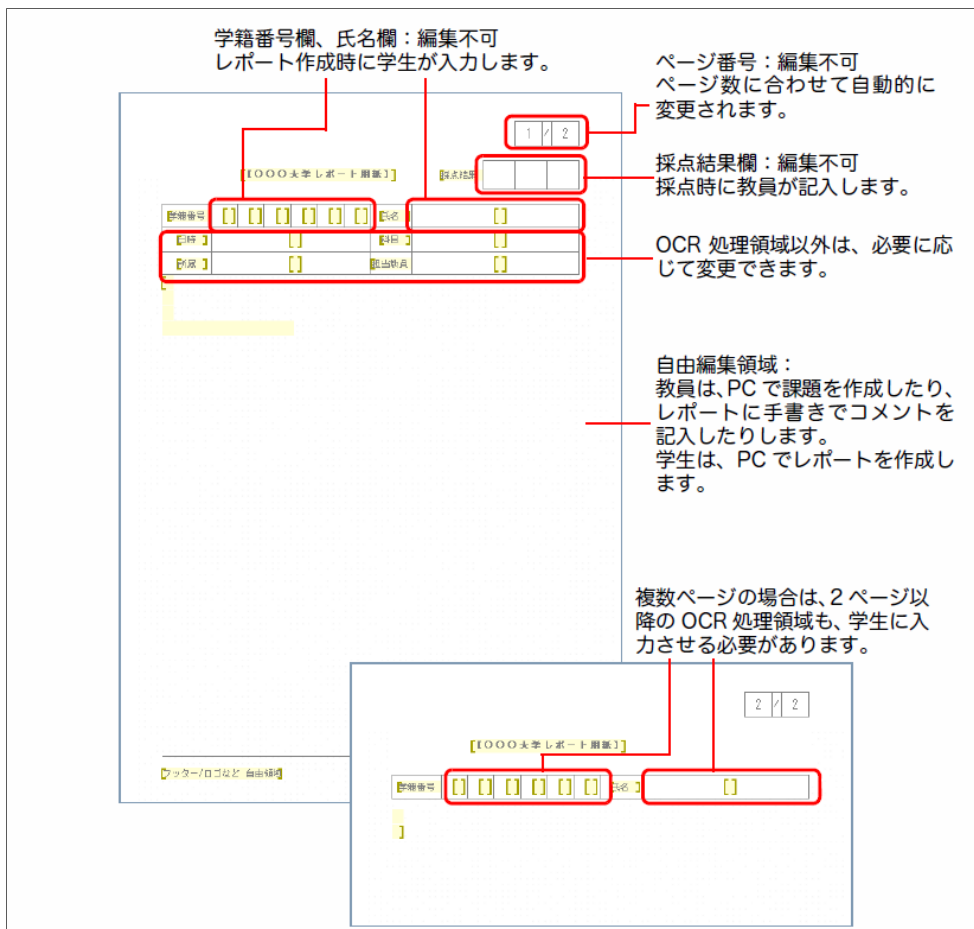 学籍番号欄、氏名欄：編集不可
レポート作成時に学生が入力します。
ページ番号：編集不可
ページ数に合わせて自動的に
変更されます。
1 / 2
採点結果欄：編集不可
採点時に教員が記入します。
【〇〇〇大学レポート用紙】
採点結果
学籍番号 [ ] [ ] [ ] [ ] [ ] [ ] 氏名 [ ]
日時 [ ] 科目 [ ]
所属 [ ] 担当教員 [ ]
OCR 処理領域以外は、必要に応
じて変更できます。
自由編集領域：
教員は、PC で課題を作成したり、
レポートに手書きでコメントを
記入したりします。
学生は、PC でレポートを作成し
ます。
複数ページの場合は、2 ページ以
降の OCR 処理領域も、学生に入
力させる必要があります。
2 / 2
【〇〇〇大学レポート用紙】
学籍番号 [ ] [ ] [ ] [ ] [ ] [ ] 氏名 [ ]
フッター/ロゴなど 自由領域